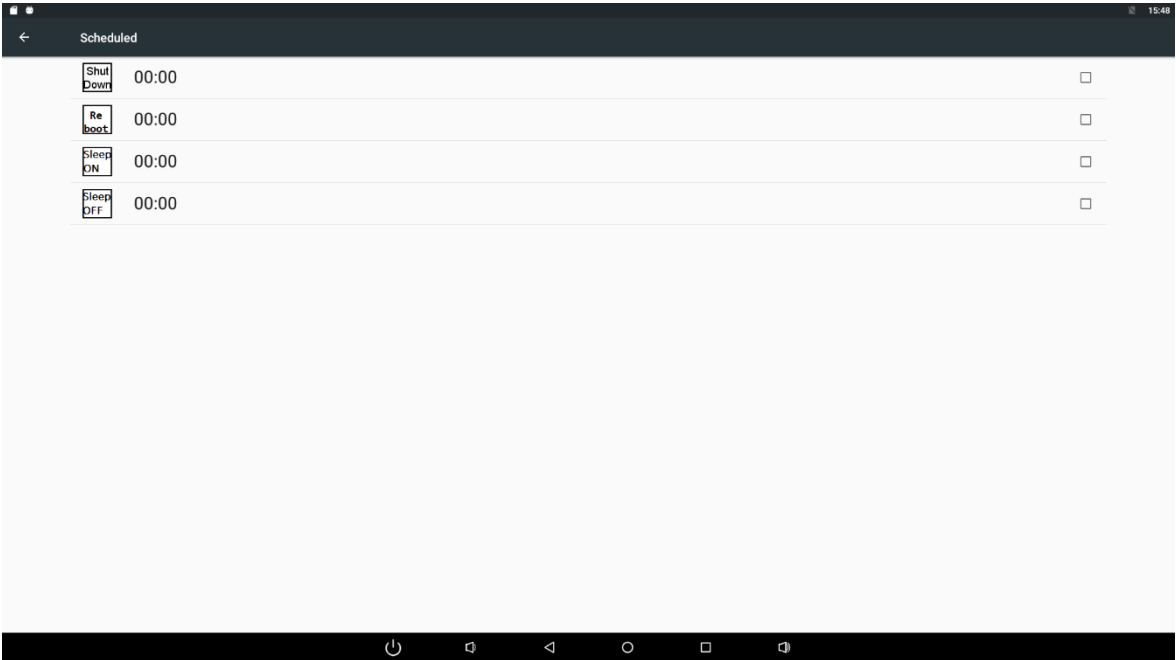 15:48
Scheduled
Shut
Down
00:00
Re
boot
00:00
Sleep
ON
00:00
Sleep
OFF
00:00